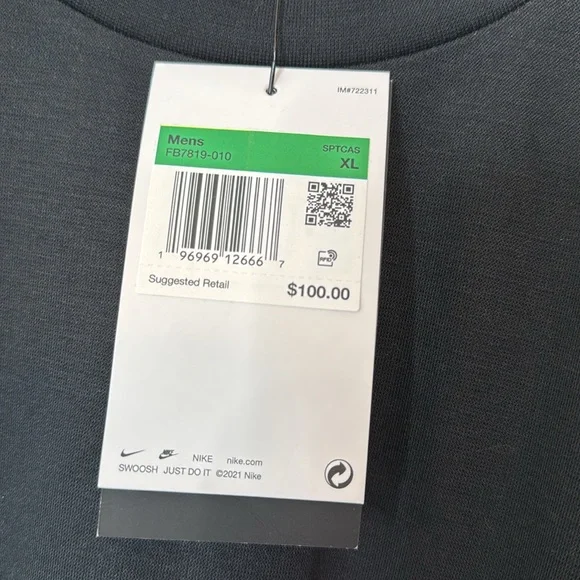 IM#722311
Mens SPTCAS
FB7819-010 XL
1 96969 12666 7
RFID
Suggested Retail $100.00
NIKE nike.com
SWOOSH JUST DO IT ©2021 Nike